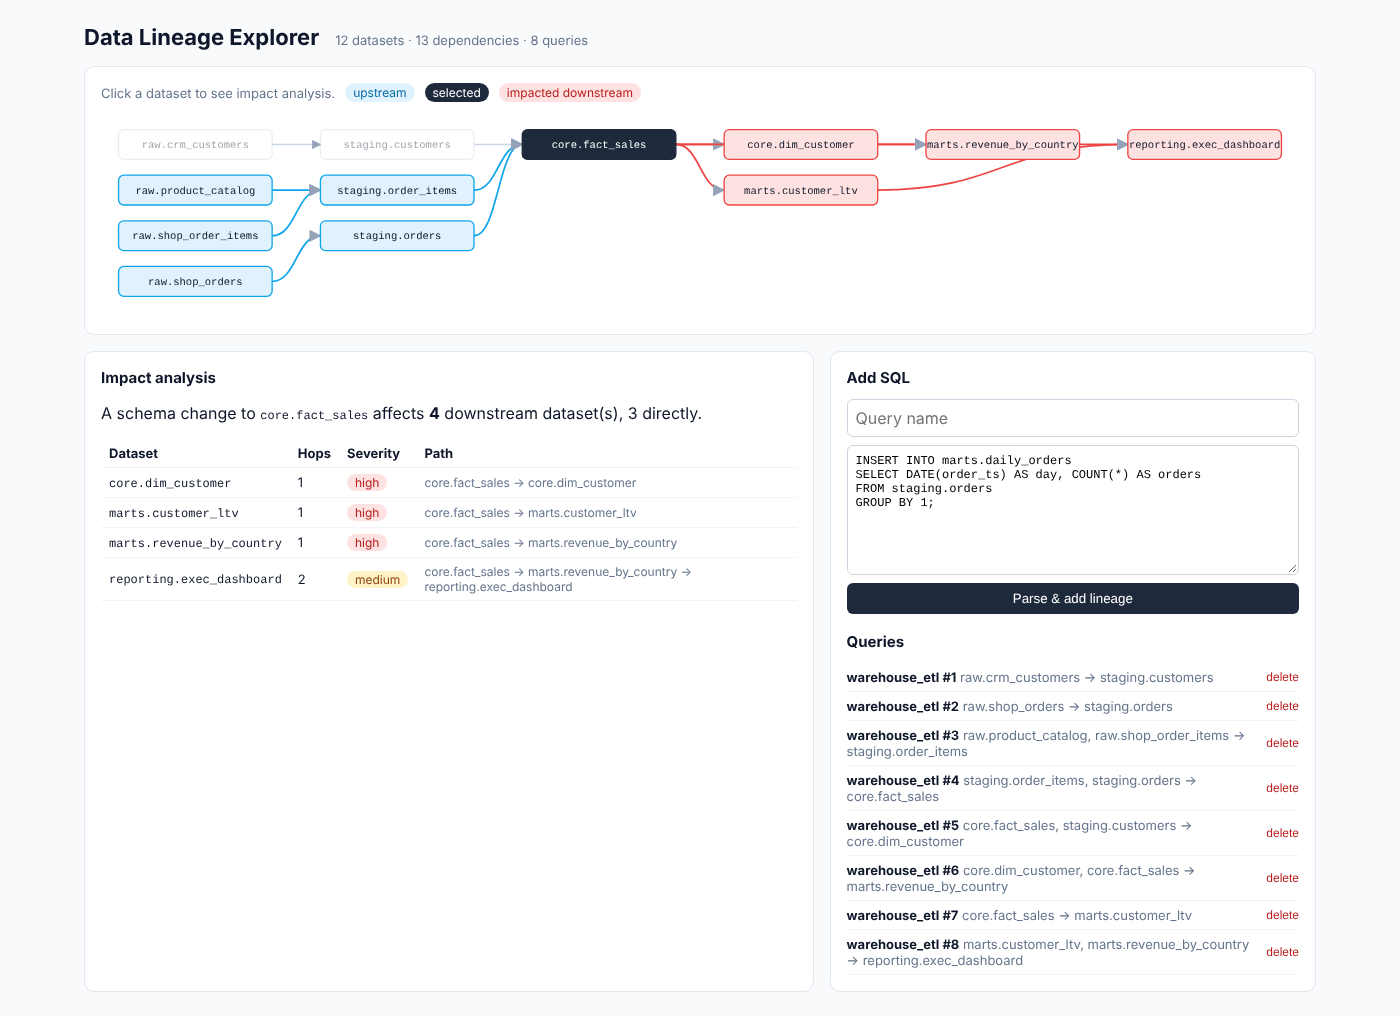 Data Lineage Explorer 12 datasets · 13 dependencies · 8 queries
Click a dataset to see impact analysis. upstream selected impacted downstream
raw.crm_customers staging.customers core.fact_sales core.dim_customer marts.revenue_by_country reporting.exec_dashboard
raw.product_catalog staging.order_items marts.customer_ltv
raw.shop_order_items staging.orders
raw.shop_orders
Impact analysis
A schema change to core.fact_sales affects 4 downstream dataset(s), 3 directly.
Dataset Hops Severity Path
core.dim_customer 1 high core.fact_sales → core.dim_customer
marts.customer_ltv 1 high core.fact_sales → marts.customer_ltv
marts.revenue_by_country 1 high core.fact_sales → marts.revenue_by_country
reporting.exec_dashboard 2 medium core.fact_sales → marts.revenue_by_country →
reporting.exec_dashboard
Add SQL
Query name
INSERT INTO marts.daily_orders
SELECT DATE(order_ts) AS day, COUNT(*) AS orders
FROM staging.orders
GROUP BY 1;
Parse & add lineage
Queries
warehouse_etl #1 raw.crm_customers → staging.customers delete
warehouse_etl #2 raw.shop_orders → staging.orders delete
warehouse_etl #3 raw.product_catalog, raw.shop_order_items → delete
staging.order_items
warehouse_etl #4 staging.order_items, staging.orders → delete
core.fact_sales
warehouse_etl #5 core.fact_sales, staging.customers → delete
core.dim_customer
warehouse_etl #6 core.dim_customer, core.fact_sales → delete
marts.revenue_by_country
warehouse_etl #7 core.fact_sales → marts.customer_ltv delete
warehouse_etl #8 marts.customer_ltv, marts.revenue_by_country delete
→ reporting.exec_dashboard